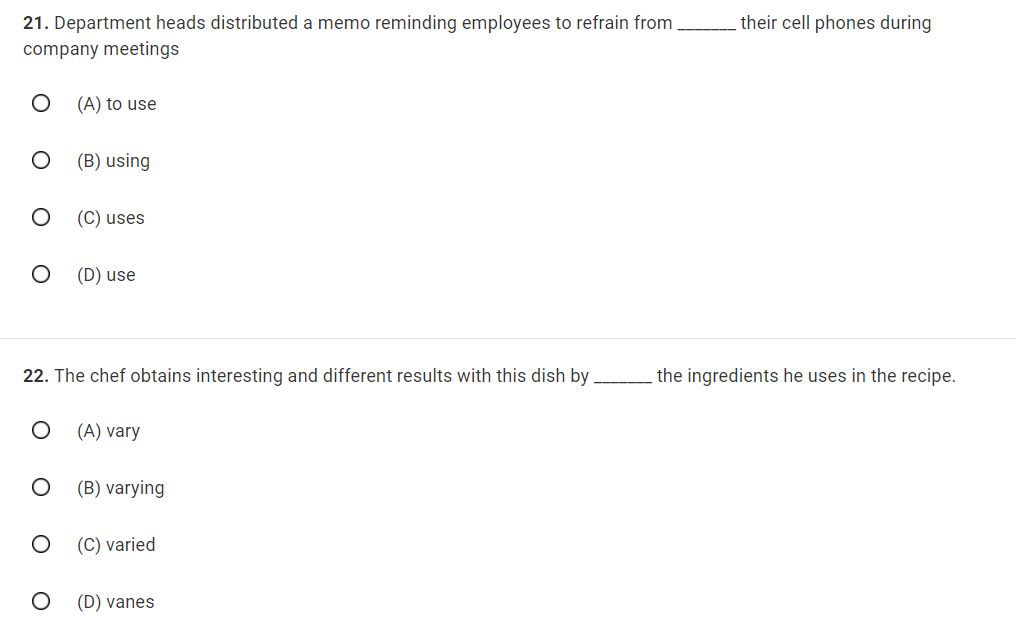 21. Department heads distributed a memo reminding employees to refrain from _______ their cell phones during
company meetings
(A) to use
(B) using
(C) uses
(D) use
22. The chef obtains interesting and different results with this dish by _______ the ingredients he uses in the recipe.
(A) vary
(B) varying
(C) varied
(D) vanes